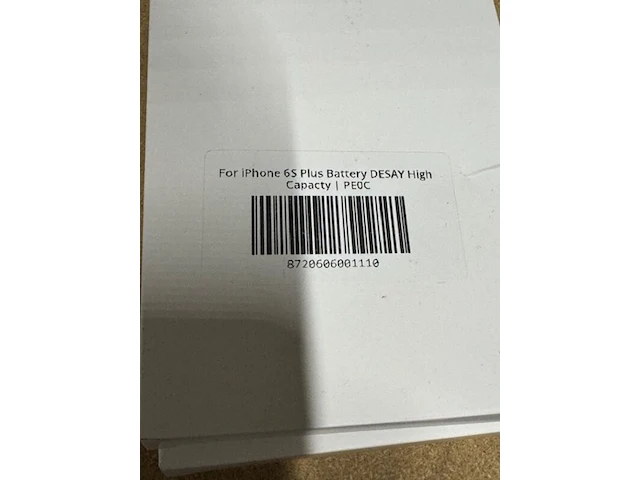 For iPhone 6S Plus Battery DESAY High
Capacty | PE0C
8720606001110